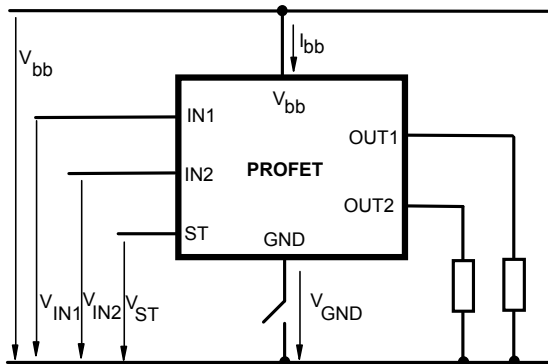 Vbb
Ibb
Vbb
IN1
OUT1
IN2
PROFET
OUT2
ST
GND
VIN1
VIN2
VST
VGND